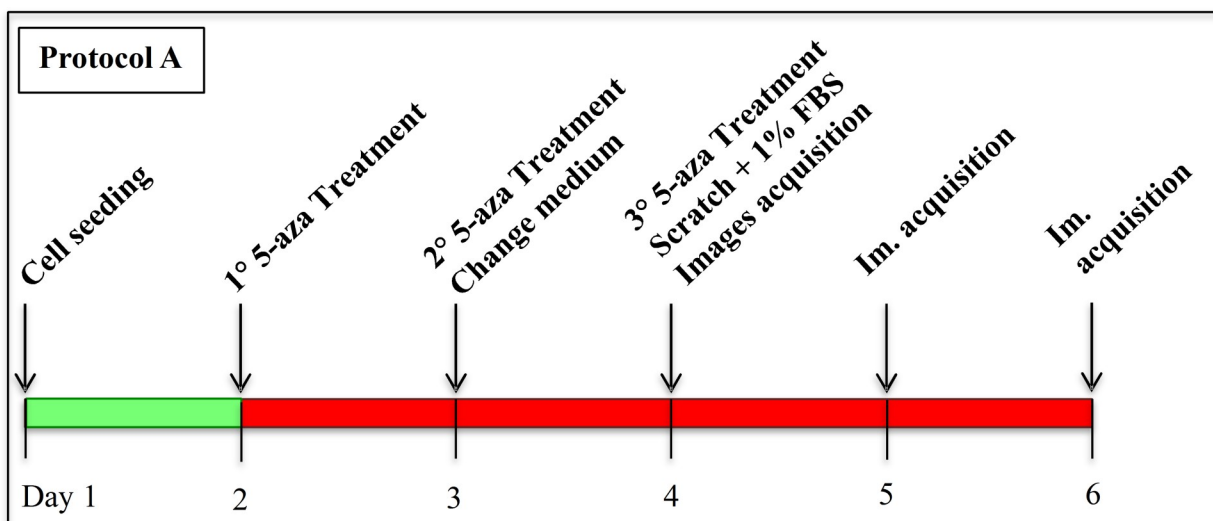 Protocol A
Cell seeding
1° 5-aza Treatment
2° 5-aza Treatment
Change medium
3° 5-aza Treatment
Scratch + 1% FBS
Images acquisition
Im. acquisition
Im.
acquisition
Day 1
2
3
4
5
6